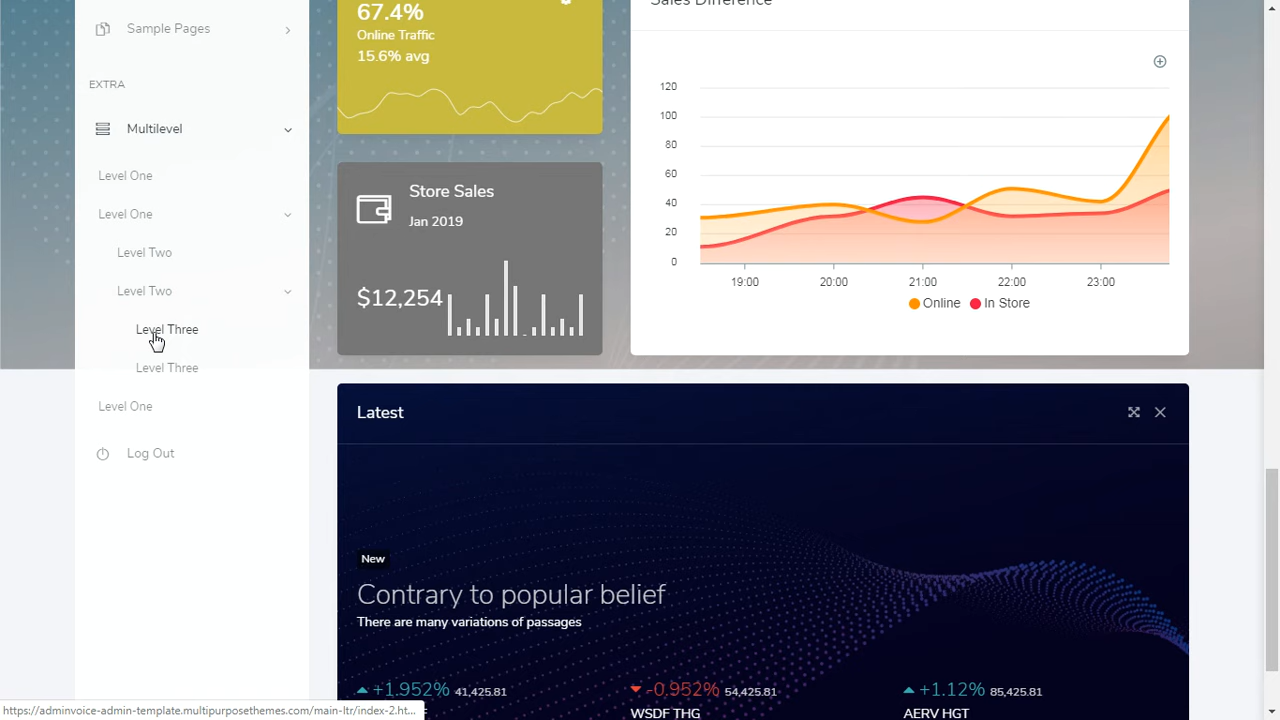 Sample Pages
EXTRA
Multilevel
Level One
Level One
Level Two
Level Two
Level Three
Level Three
Level One
Log Out
67.4%
Online Traffic
15.6% avg
Store Sales
Jan 2019
$12,254
Sales Difference
120
100
80
60
40
20
0
19:00 20:00 21:00 22:00 23:00
Online In Store
Latest
New
Contrary to popular belief
There are many variations of passages
+1.952% 41,425.81
-0.952% 54,425.81
WSDF THG
+1.12% 85,425.81
AERV HGT
https://adminvoice-admin-template.multipurposethemes.com/main-ltr/index-2.ht...